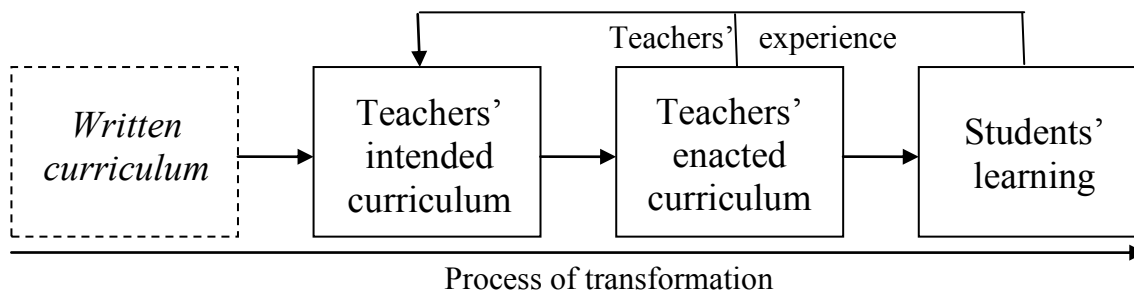 Teachers’ experience
Written
curriculum
Teachers’
intended
curriculum
Teachers’
enacted
curriculum
Students’
learning
Process of transformation